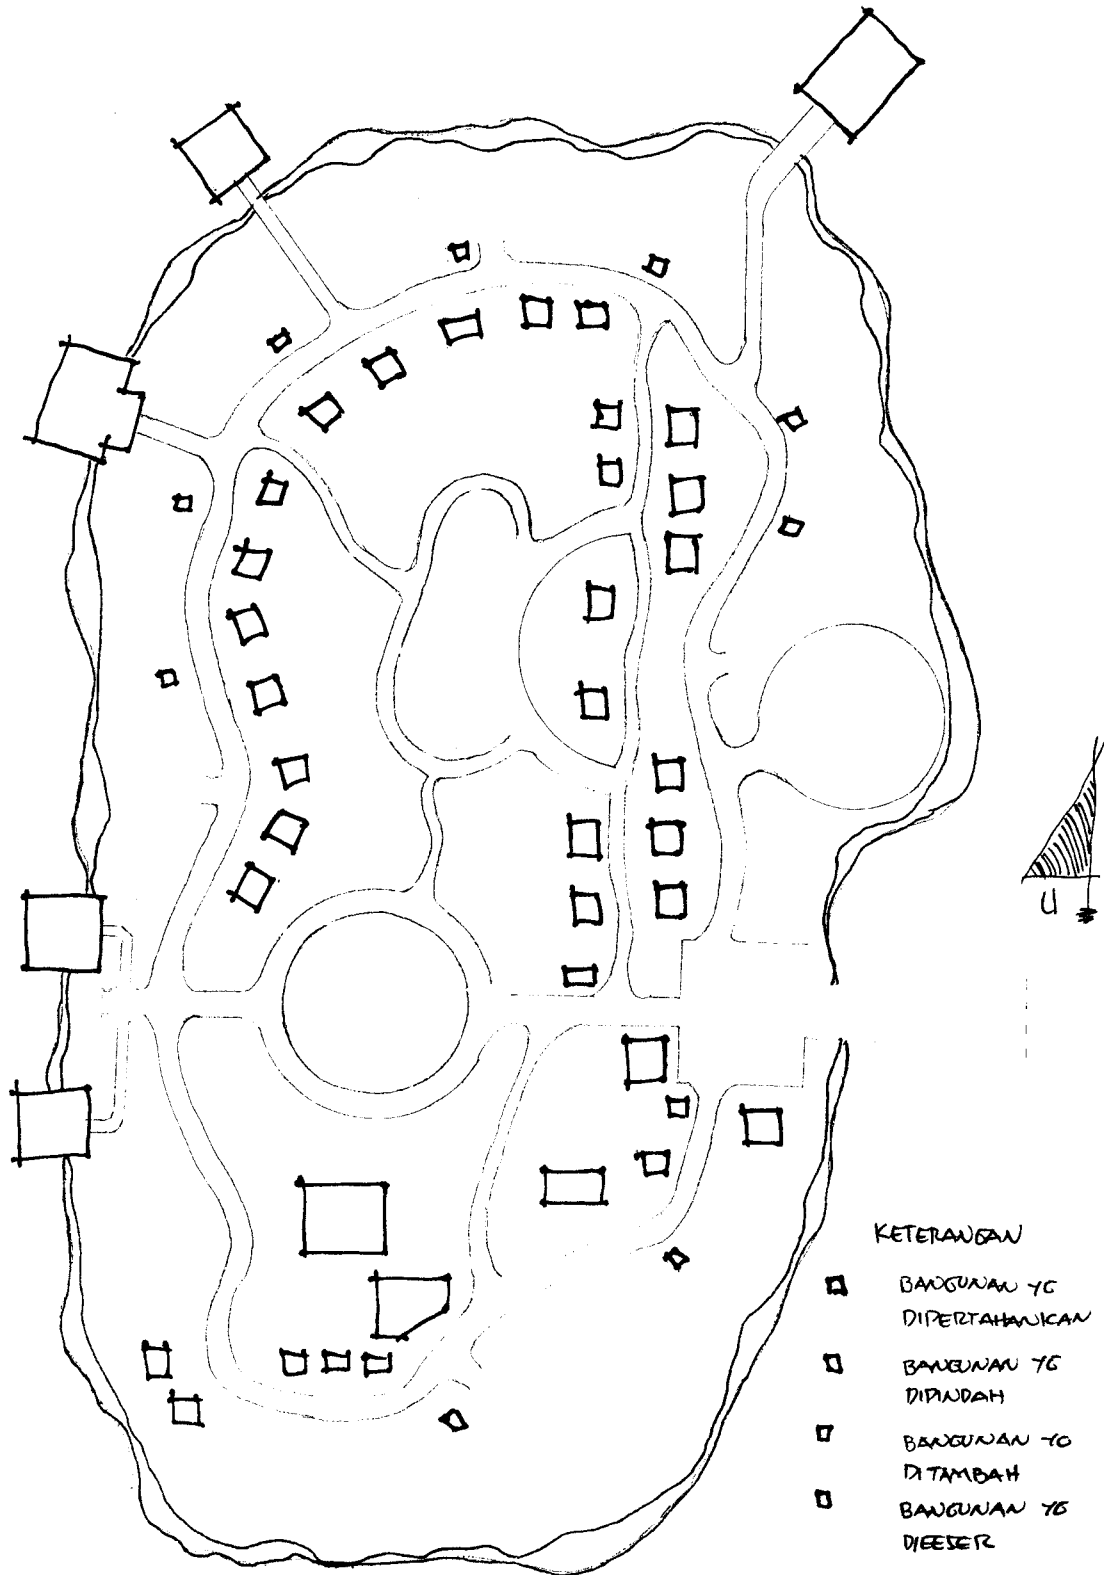 U
KETERANGAN
BANGUNAN YG
DIPERTAHANKAN
BANGUNAN YG
DIPINDAH
BANGUNAN YG
DITAMBAH
BANGUNAN YG
DIGESER